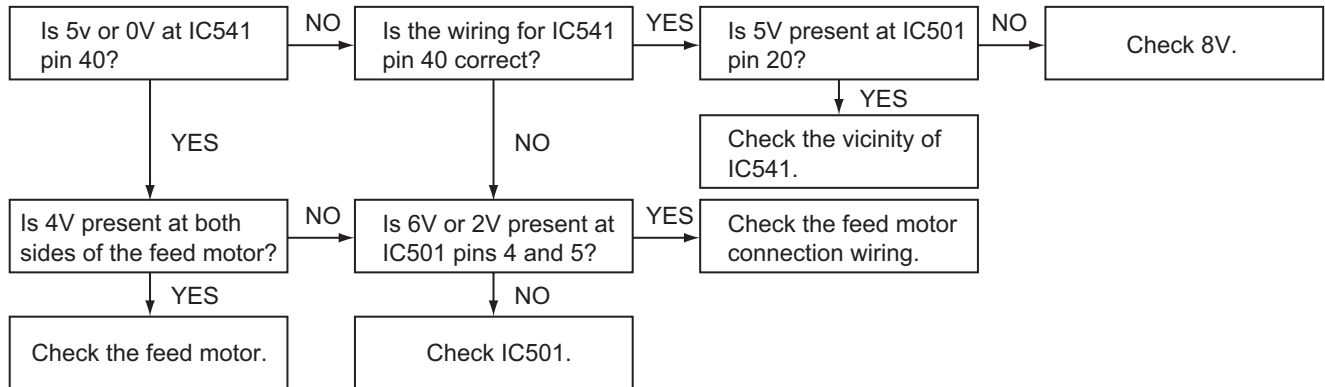 Is 5v or 0V at IC541
pin 40?
NO
Is the wiring for IC541
pin 40 correct?
YES
Is 5V present at IC501
pin 20?
NO
Check 8V.
YES
NO
YES
Check the vicinity of
IC541.
Is 4V present at both
sides of the feed motor?
NO
Is 6V or 2V present at
IC501 pins 4 and 5?
YES
Check the feed motor
connection wiring.
YES
NO
Check the feed motor.
Check IC501.